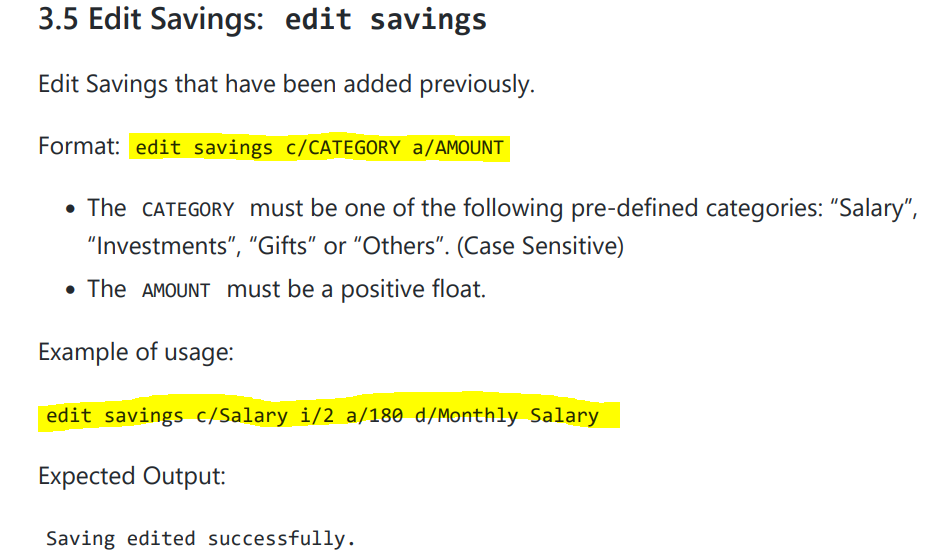 3.5 Edit Savings: edit savings
Edit Savings that have been added previously.
Format: edit savings c/CATEGORY a/AMOUNT
• The CATEGORY must be one of the following pre-defined categories: “Salary”,
“Investments”, “Gifts” or “Others”. (Case Sensitive)
• The AMOUNT must be a positive float.
Example of usage:
edit savings c/Salary i/2 a/180 d/Monthly Salary
Expected Output:
Saving edited successfully.